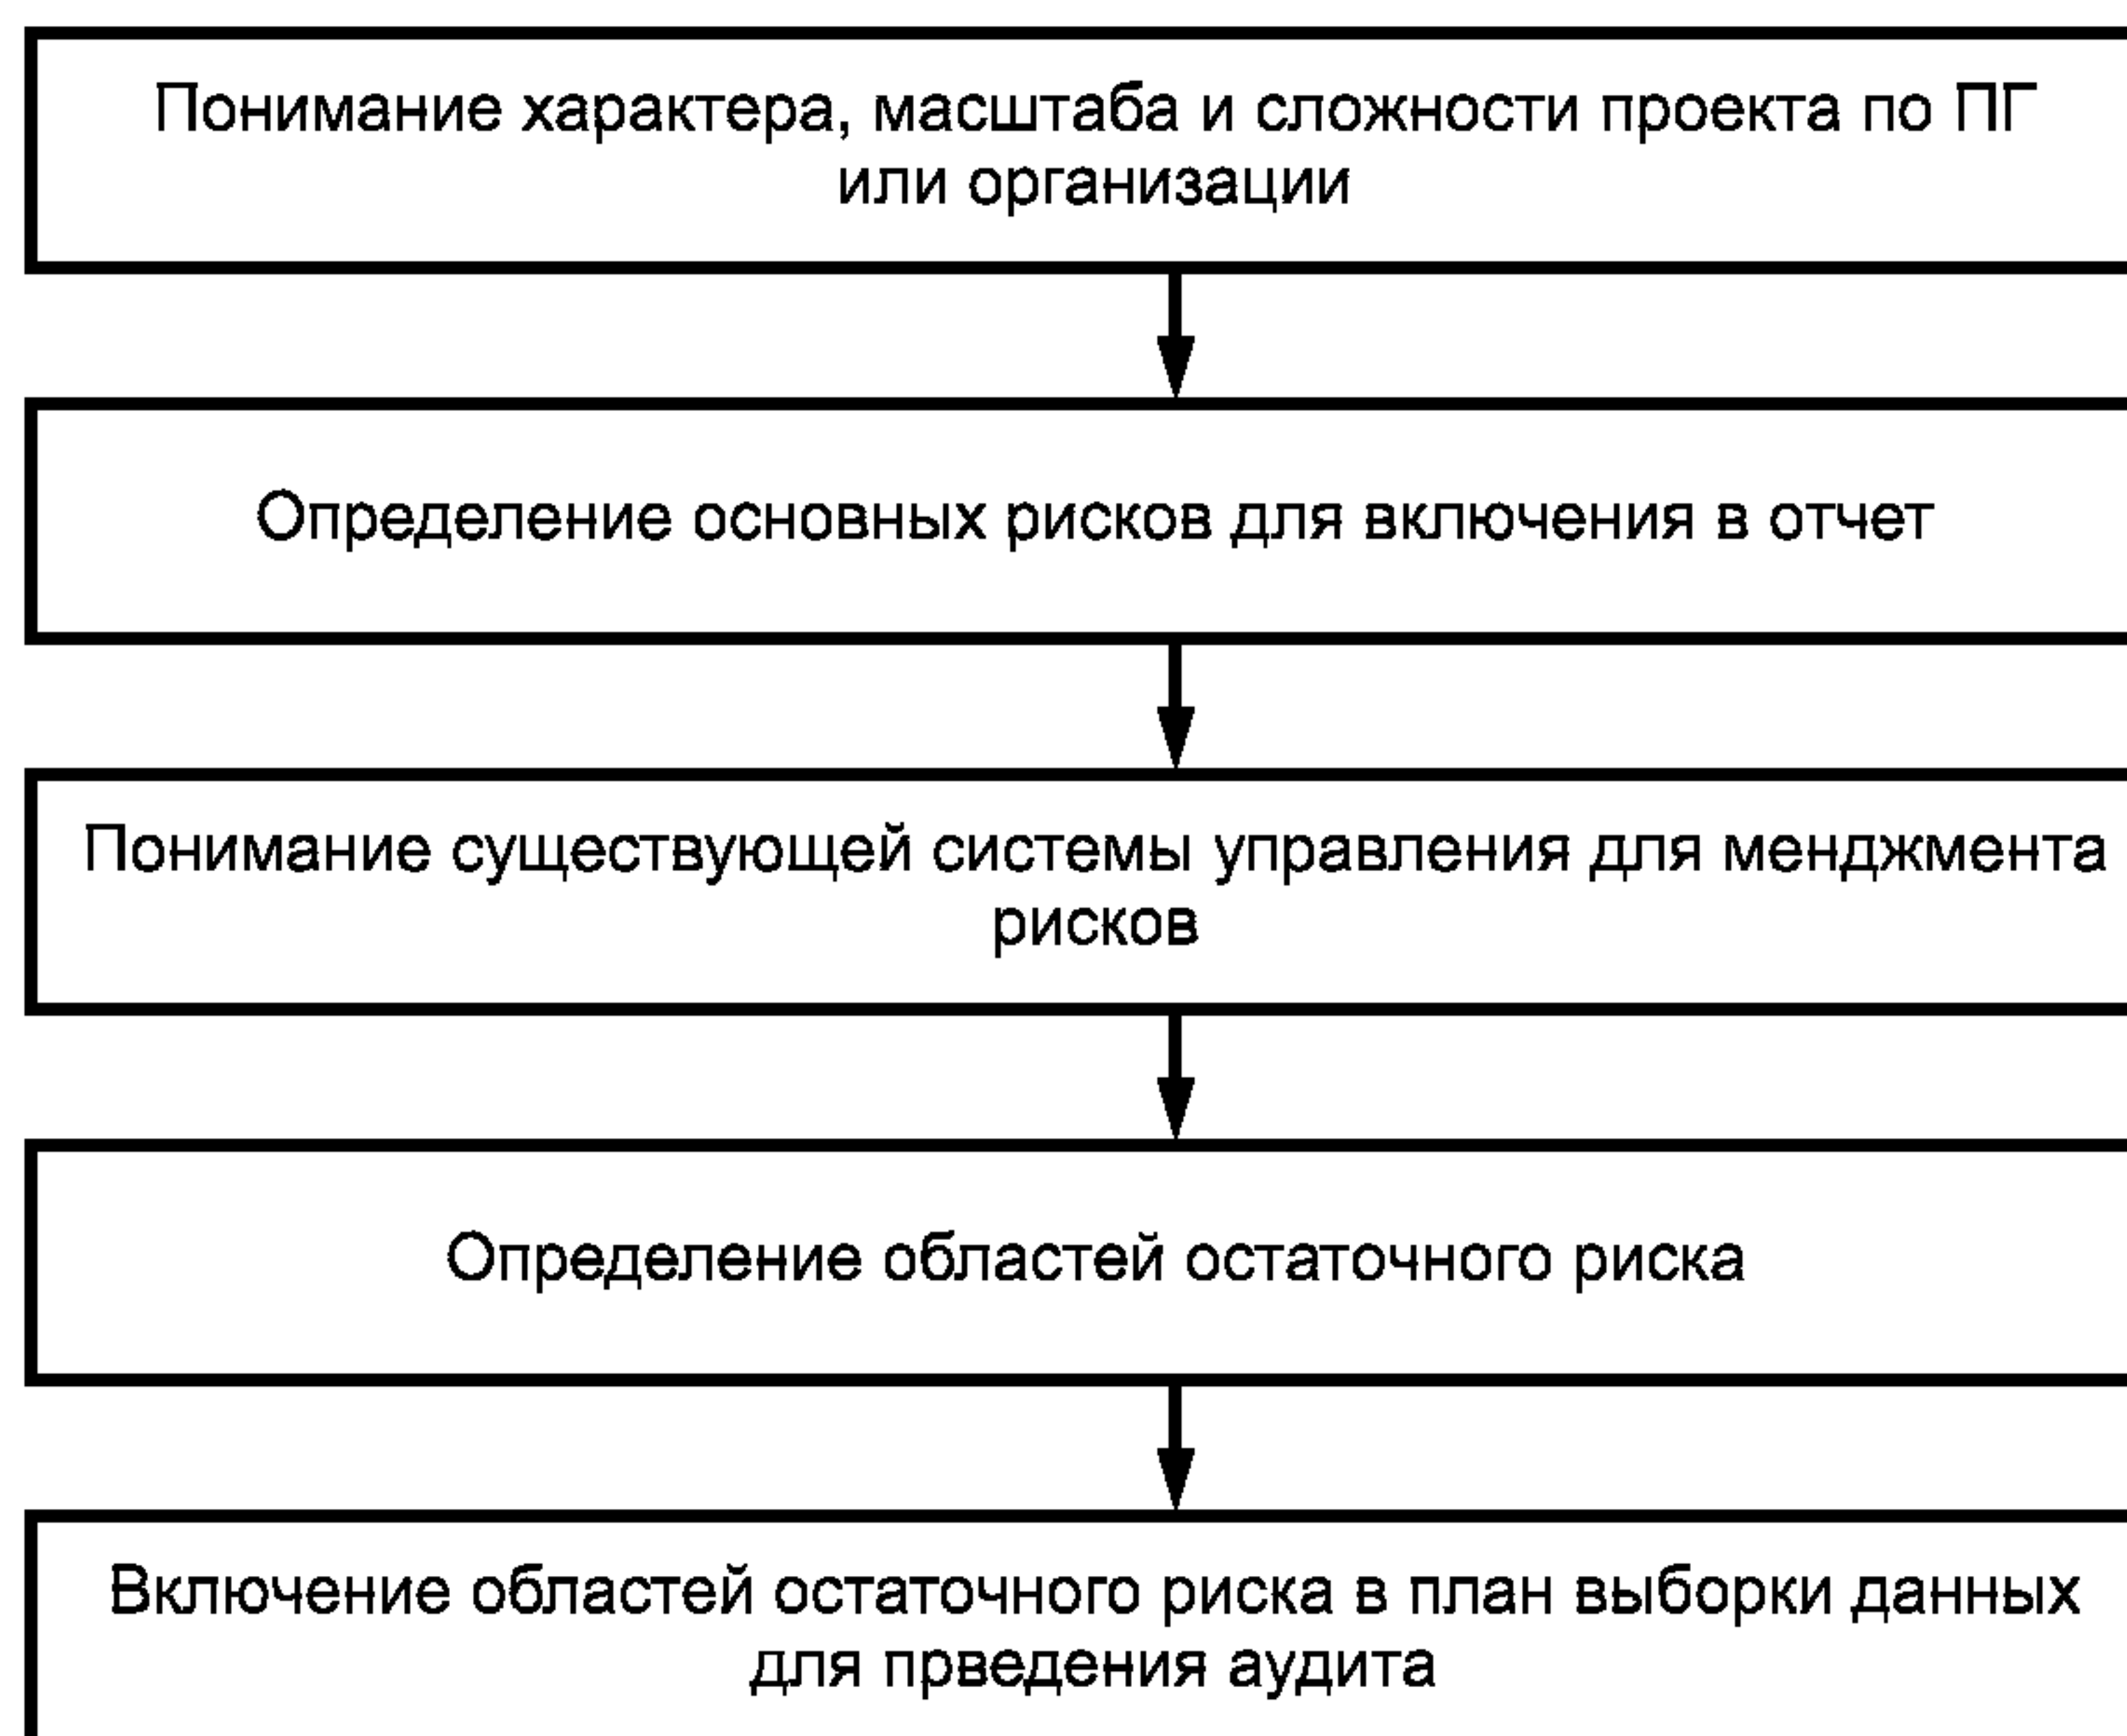 Понимание характера, масштаба и сложности проекта по ПГ
или организации
Определение основных рисков для включения в отчет
Понимание существующей системы управления для менджмента
рисков
Определение областей остаточного риска
Включение областей остаточного риска в план выборки данных
для прведения аудита